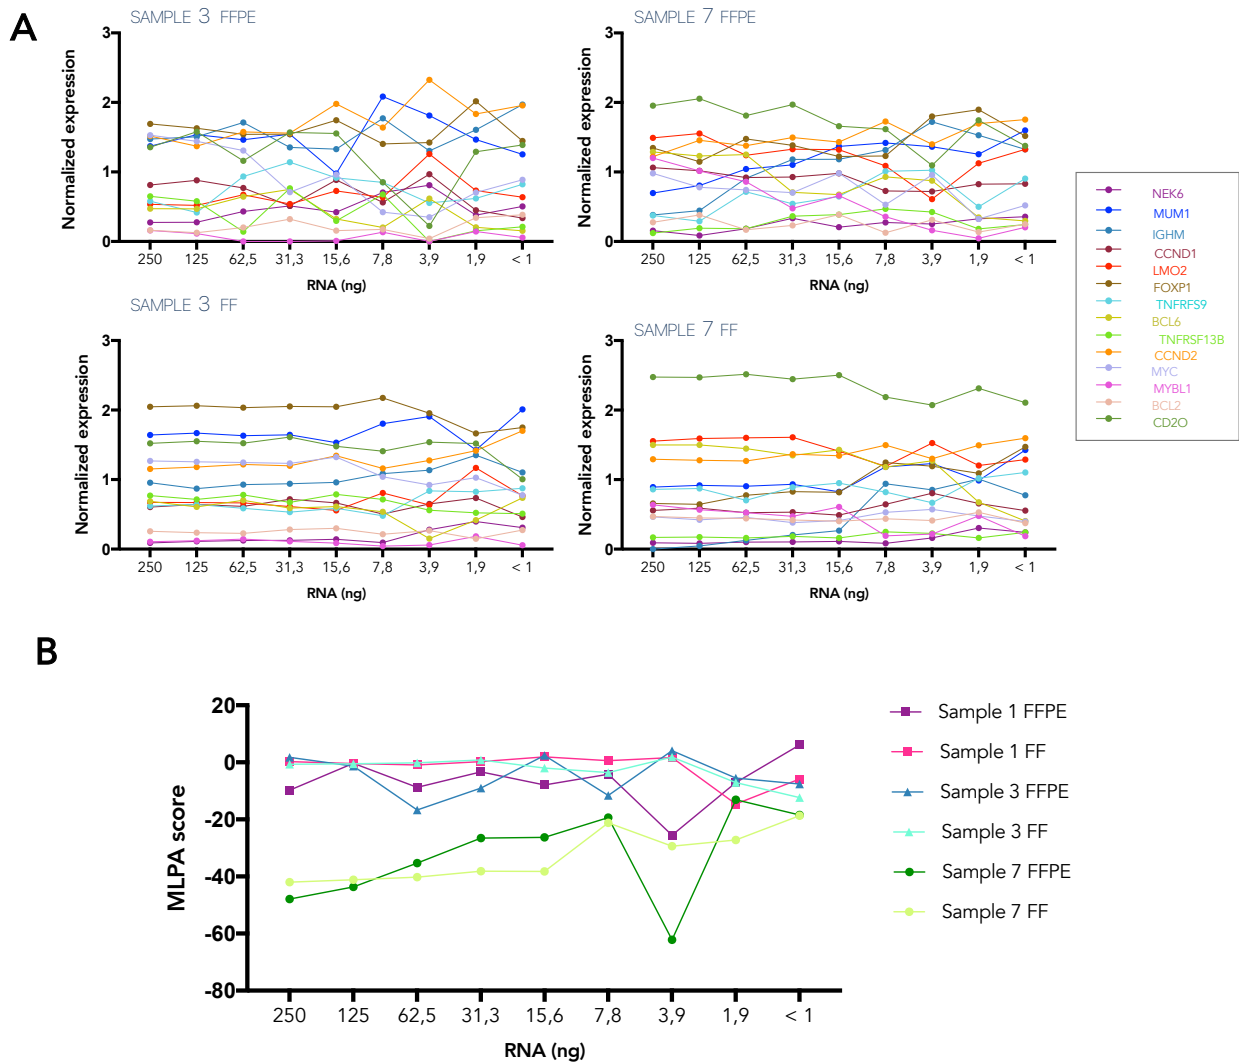 A
SAMPLE 3 FFPE
3
2
1
0
Normalized expression
250 125 62,5 31,3 15,6 7,8 3,9 1,9 < 1
RNA (ng)
SAMPLE 7 FFPE
3
2
1
0
Normalized expression
250 125 62,5 31,3 15,6 7,8 3,9 1,9 < 1
RNA (ng)
SAMPLE 3 FF
3
2
1
0
Normalized expression
250 125 62,5 31,3 15,6 7,8 3,9 1,9 < 1
RNA (ng)
SAMPLE 7 FF
3
2
1
0
Normalized expression
250 125 62,5 31,3 15,6 7,8 3,9 1,9 < 1
RNA (ng)
NEK6
MUM1
IGHM
CCND1
LMO2
FOXP1
TNFRFS9
BCL6
TNFRSF13B
CCND2
MYC
MYBL1
BCL2
CD2O
B
20
0
-20
-40
-60
-80
MLPA score
250 125 62,5 31,3 15,6 7,8 3,9 1,9 < 1
RNA (ng)
Sample 1 FFPE
Sample 1 FF
Sample 3 FFPE
Sample 3 FF
Sample 7 FFPE
Sample 7 FF